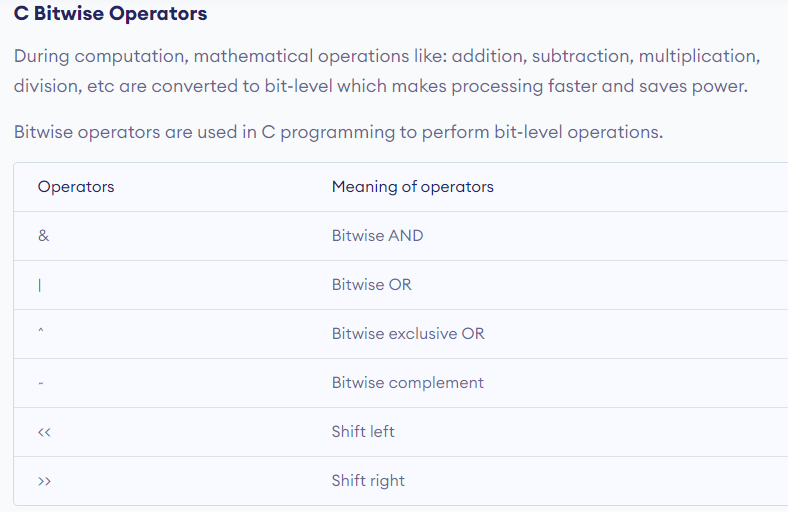 C Bitwise Operators
During computation, mathematical operations like: addition, subtraction, multiplication,
division, etc are converted to bit-level which makes processing faster and saves power.
Bitwise operators are used in C programming to perform bit-level operations.
Operators Meaning of operators
& Bitwise AND
| Bitwise OR
^ Bitwise exclusive OR
~ Bitwise complement
<< Shift left
>> Shift right